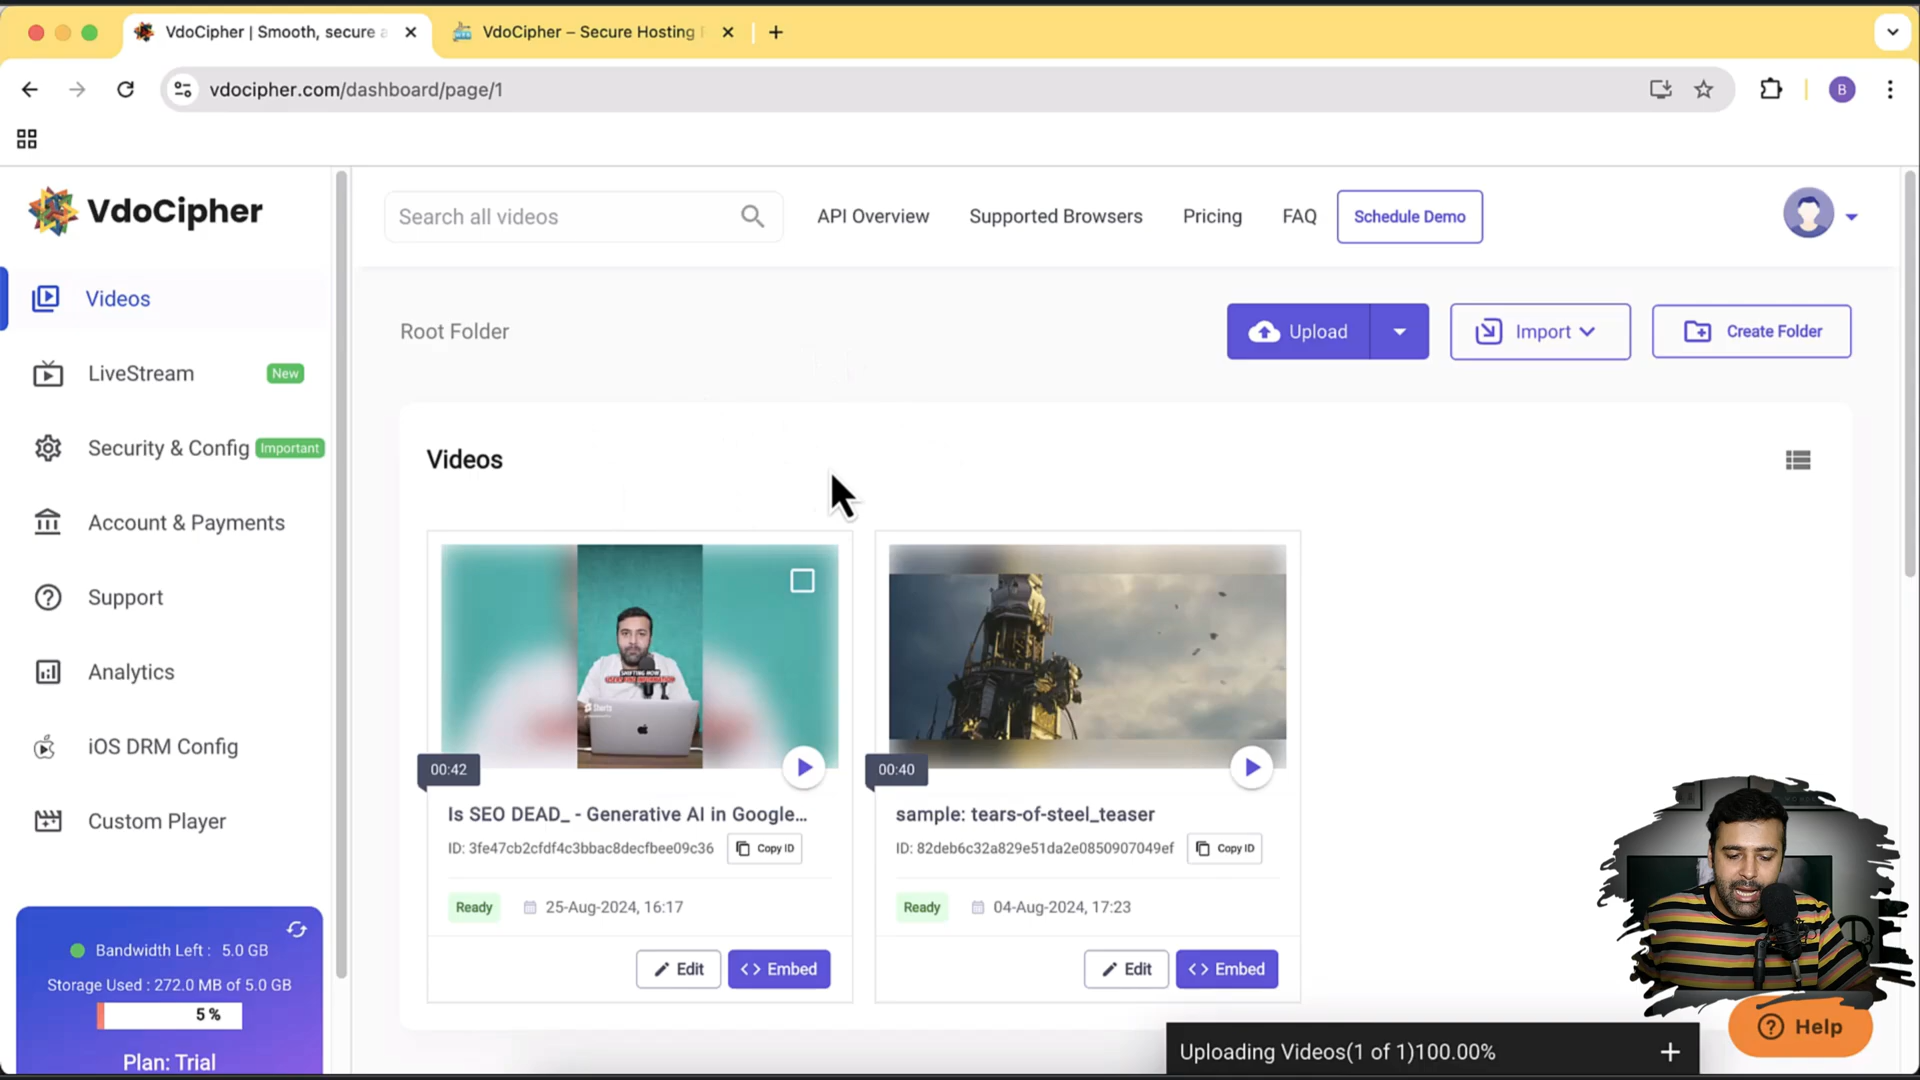 VdoCipher | Smooth, secure a
VdoCipher – Secure Hosting
vdocipher.com/dashboard/page/1
B
VdoCipher
Search all videos
API Overview
Supported Browsers
Pricing
FAQ
Schedule Demo
Videos
LiveStream
New
Security & Config
Important
Account & Payments
Support
Analytics
iOS DRM Config
Custom Player
Bandwidth Left : 5.0 GB
Storage Used : 272.0 MB of 5.0 GB
5 %
Plan: Trial
Root Folder
Upload
Import
Create Folder
Videos
SHIFTING NOW
Shorts
00:42
Is SEO DEAD_ - Generative AI in Google...
ID: 3fe47cb2cfdf4c3bbac8decfbee09c36
Copy ID
Ready
25-Aug-2024, 16:17
Edit
<> Embed
00:40
sample: tears-of-steel_teaser
ID: 82deb6c32a829e51da2e0850907049ef
Copy ID
Ready
04-Aug-2024, 17:23
Edit
<> Embed
Uploading Videos(1 of 1)100.00%
Help